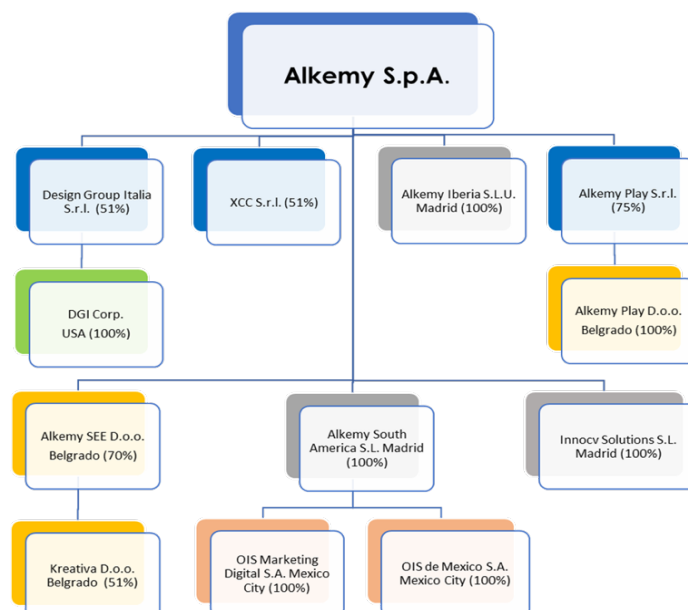 Alkemy S.p.A.
Design Group Italia
S.r.l. (51%)
XCC S.r.l. (51%)
Alkemy Iberia S.L.U.
Madrid (100%)
Alkemy Play S.r.l.
(75%)
DGI Corp.
USA (100%)
Alkemy Play D.o.o.
Belgrado (100%)
Alkemy SEE D.o.o.
Belgrado (70%)
Alkemy South
America S.L. Madrid
(100%)
Innocv Solutions S.L.
Madrid (100%)
Kreativa D.o.o.
Belgrado (51%)
OIS Marketing
Digital S.A. Mexico
City (100%)
OIS de Mexico S.A.
Mexico City (100%)